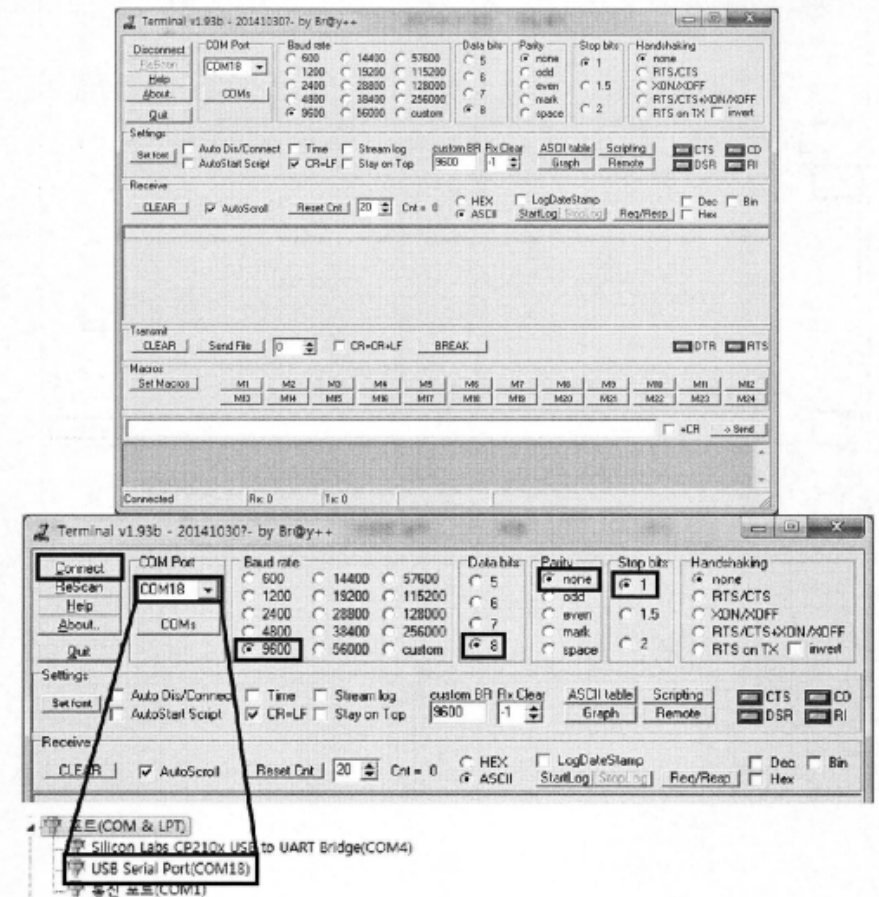 Terminal v1.93b - 20141030?- by Br@y++
Disconnect
ReScan
Help
About..
Quit
COM Port
COM18
COMs
Baud rate
600 14400 57600
1200 19200 115200
2400 28800 128000
4800 38400 256000
9600 56000 custom
Data bits
5
6
7
8
Parity
none
odd
even
mark
space
Stop bits
1
1.5
2
Handshaking
none
RTS/CTS
XON/XOFF
RTS/CTS+XON/XOFF
RTS on TX invert
Settings
Set font
Auto Dis/Connect Time Stream log
AutoStart Script CR=LF Stay on Top
custom BR Rx Clear
9600 -1
ASCII table Scripting
Graph Remote
CTS CD
DSR RI
Receive
CLEAR AutoScroll Reset Cnt 20 Cnt = 0
HEX
ASCII
LogDateStamp
StartLog StopLog Req/Resp
Dec Bin
Hex
Transmit
CLEAR Send File 0 CR=CR+LF BREAK DTR RTS
Macros
Set Macros
M1 M2 M3 M4 M5 M6 M7 M8 M9 M10 M11 M12
M13 M14 M15 M16 M17 M18 M19 M20 M21 M22 M23 M24
+CR -> Send
Connected Rx: 0 Tx: 0
Terminal v1.93b - 20141030?- by Br@y++
Connect
ReScan
Help
About..
Quit
COM Port
COM18
COMs
Baud rate
600 14400 57600
1200 19200 115200
2400 28800 128000
4800 38400 256000
9600 56000 custom
Data bits
5
6
7
8
Parity
none
odd
even
mark
space
Stop bits
1
1.5
2
Handshaking
none
RTS/CTS
XON/XOFF
RTS/CTS+XON/XOFF
RTS on TX invert
Settings
Set font
Auto Dis/Connect Time Stream log
AutoStart Script CR=LF Stay on Top
custom BR Rx Clear
9600 -1
ASCII table Scripting
Graph Remote
CTS CD
DSR RI
Receive
CLEAR AutoScroll Reset Cnt 20 Cnt = 0
HEX
ASCII
LogDateStamp
StartLog StopLog Req/Resp
Dec Bin
Hex
포트(COM & LPT)
Silicon Labs CP210x USB to UART Bridge(COM4)
USB Serial Port(COM18)
통신 포트(COM1)